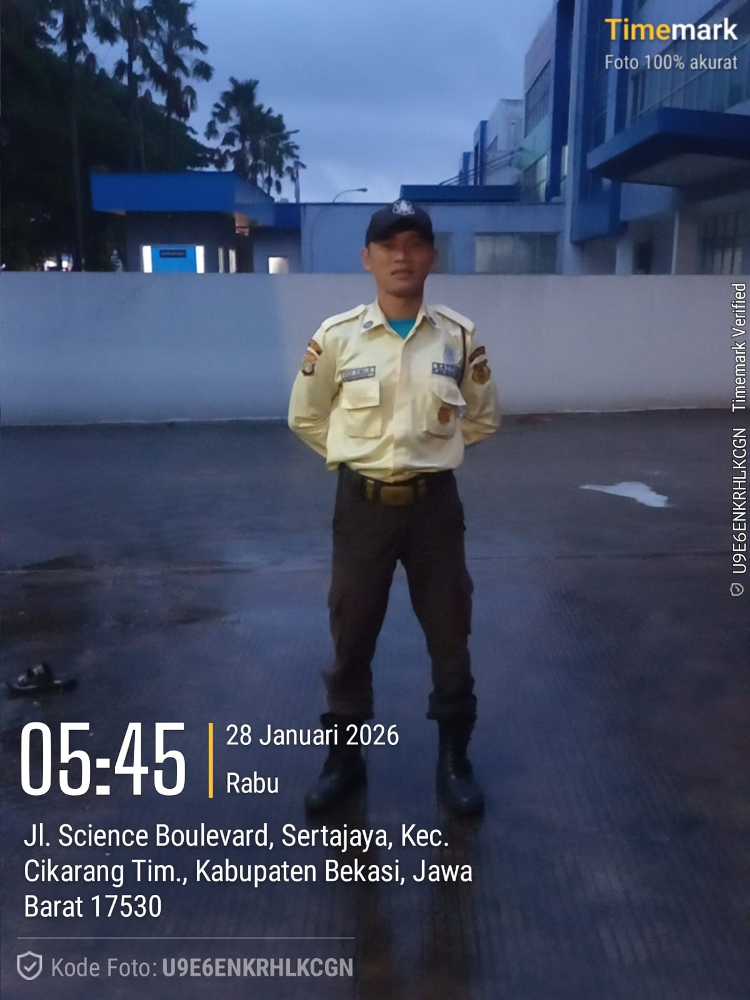 Timemark
Foto 100% akurat
U9E6ENKRHLKCGN Timemark Verified
05:45
28 Januari 2026
Rabu
Jl. Science Boulevard, Sertajaya, Kec.
Cikarang Tim., Kabupaten Bekasi, Jawa
Barat 17530
Kode Foto: U9E6ENKRHLKCGN